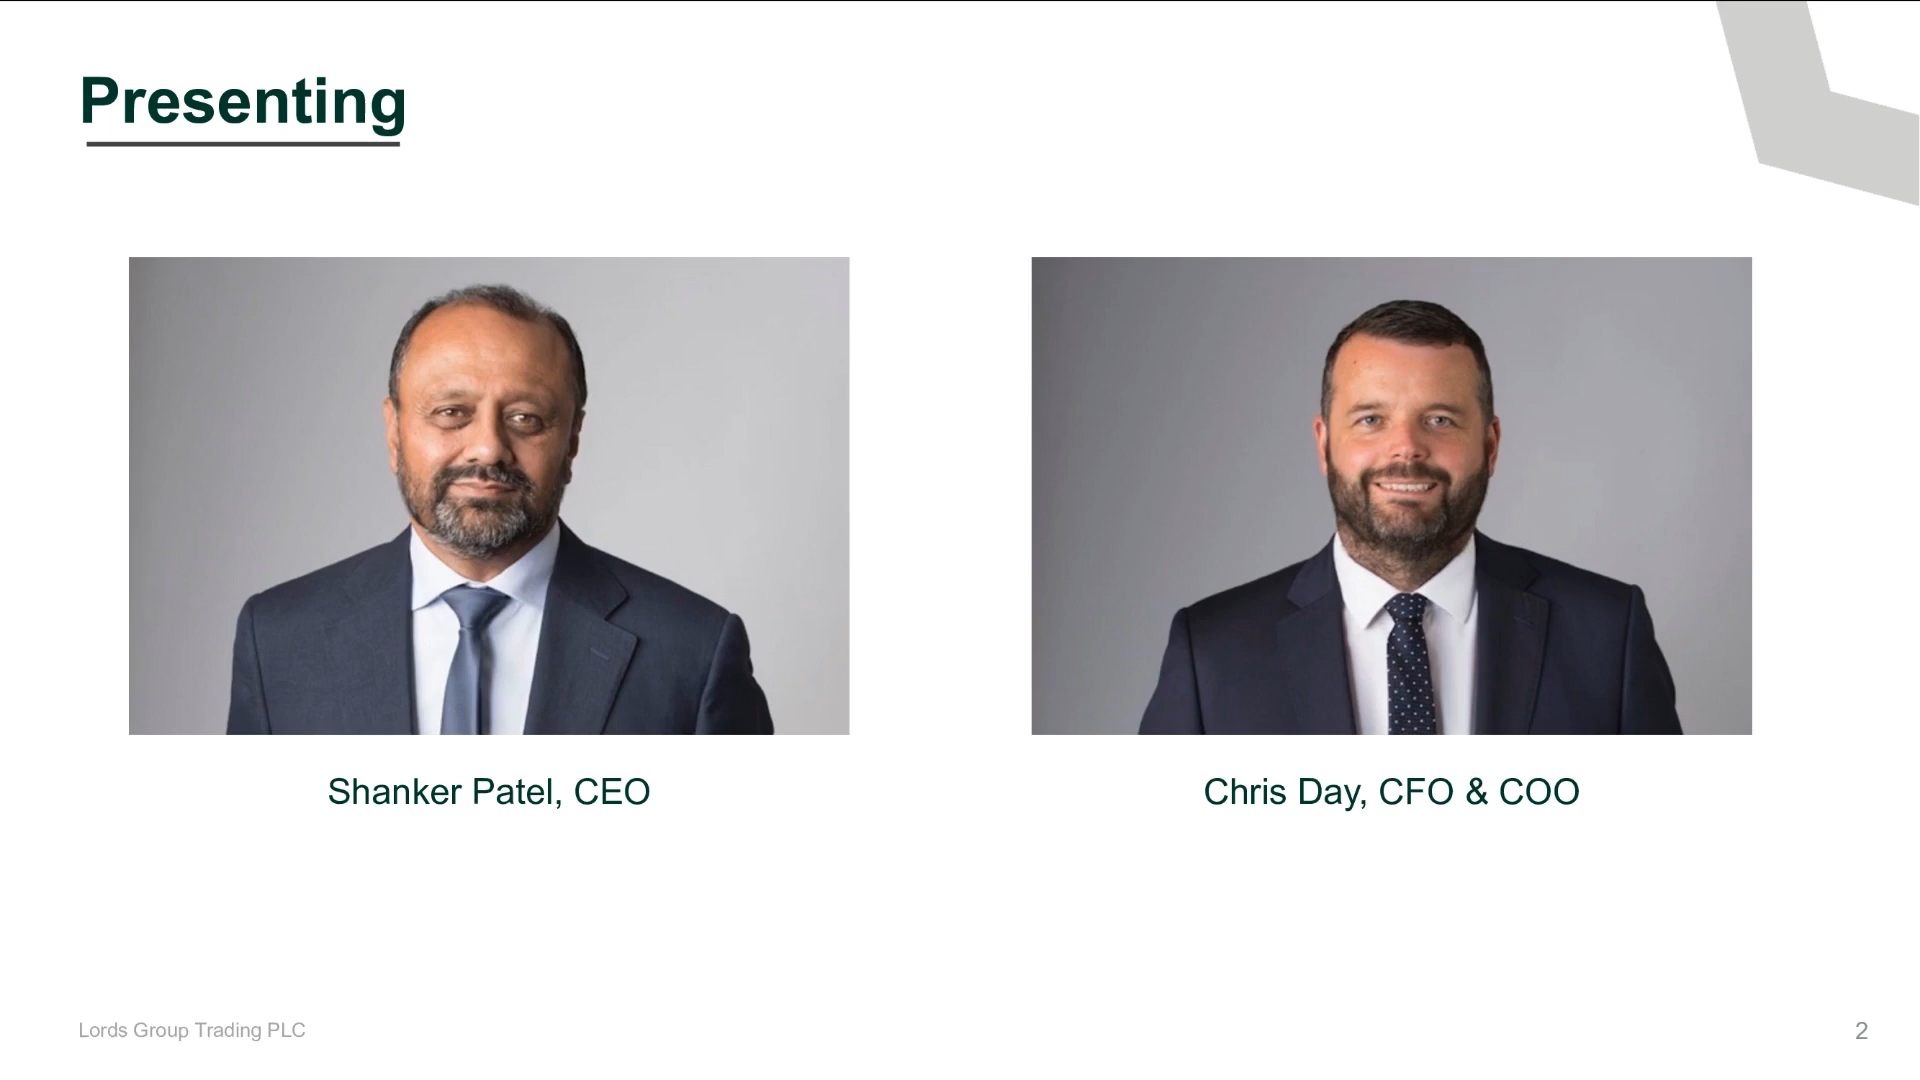 Presenting
Shanker Patel, CEO
Chris Day, CFO & COO
Lords Group Trading PLC
2